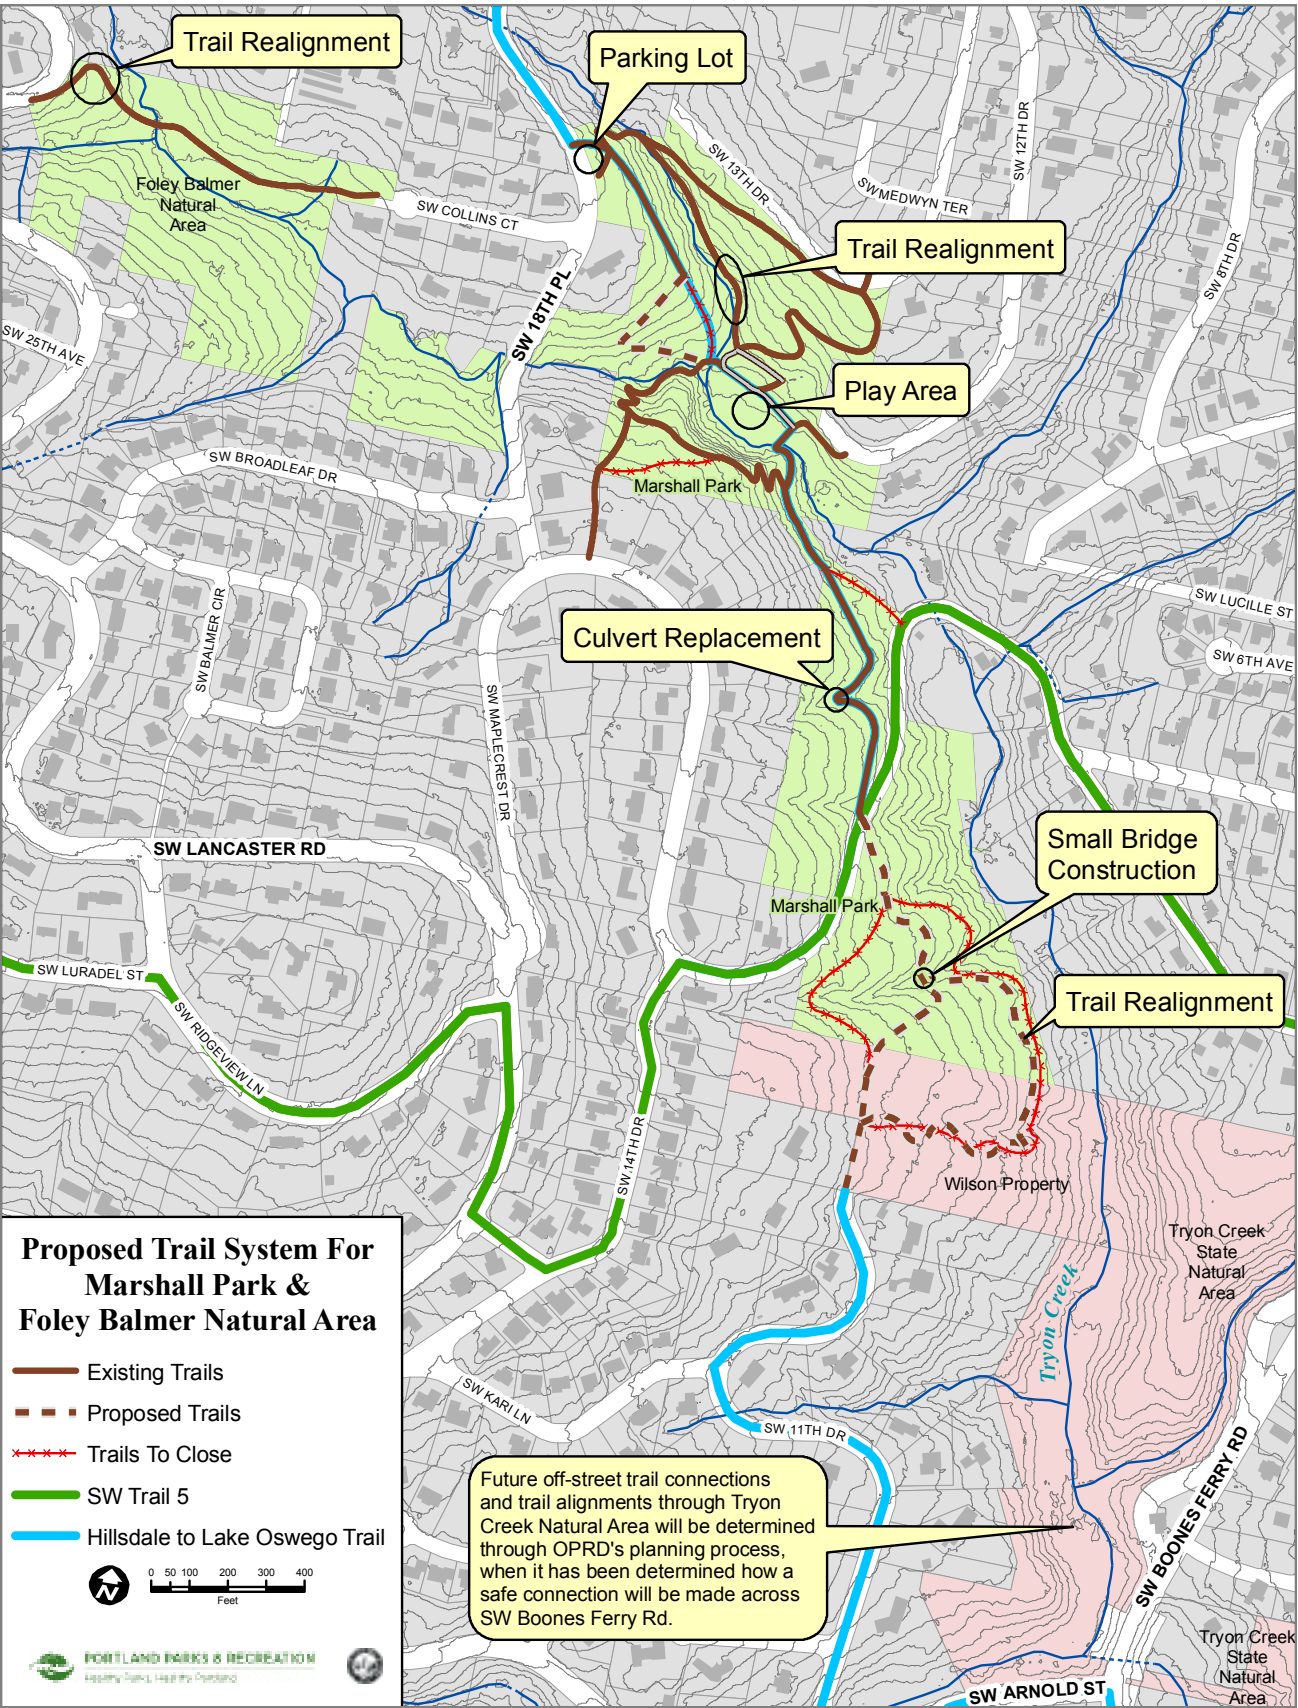 Trail Realignment
Parking Lot
SW 13TH DR
SW 12TH DR
SW MEDWYN TER
Foley Balmer
Natural
Area
SW COLLINS CT
Trail Realignment
SW 8TH DR
SW 18TH PL
SW 25TH AVE
Play Area
SW BROADLEAF DR
Marshall Park
SW BALMER CIR
SW LUCILLE ST
Culvert Replacement
SW 6TH AVE
SW MAPLECREST DR
SW LANCASTER RD
Small Bridge
Construction
Marshall Park
SW LURADEL ST
Trail Realignment
SW RIDGEVIEW LN
SW 14TH DR
Wilson Property
Tryon Creek
State
Natural
Area
Tryon Creek
Proposed Trail System For
Marshall Park &
Foley Balmer Natural Area
Existing Trails
Proposed Trails
Trails To Close
SW Trail 5
Hillsdale to Lake Oswego Trail
N
0 50 100 200 300 400
Feet
PORTLAND PARKS & RECREATION
Healthy Parks, Healthy Portland
SW KARI LN
SW 11TH DR
Future off-street trail connections
and trail alignments through Tryon
Creek Natural Area will be determined
through OPRD's planning process,
when it has been determined how a
safe connection will be made across
SW Boones Ferry Rd.
SW BOONES FERRY RD
Tryon Creek
State
Natural
Area
SW ARNOLD ST